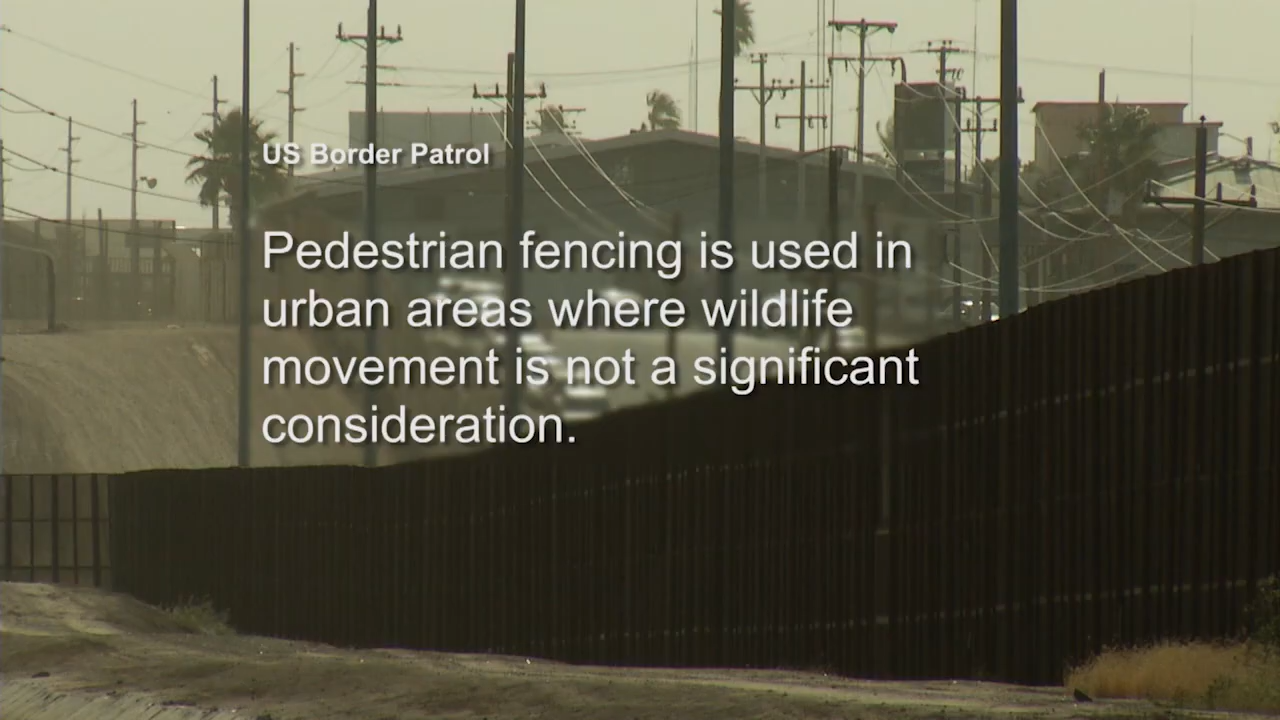 US Border Patrol
Pedestrian fencing is used in
urban areas where wildlife
movement is not a significant
consideration.